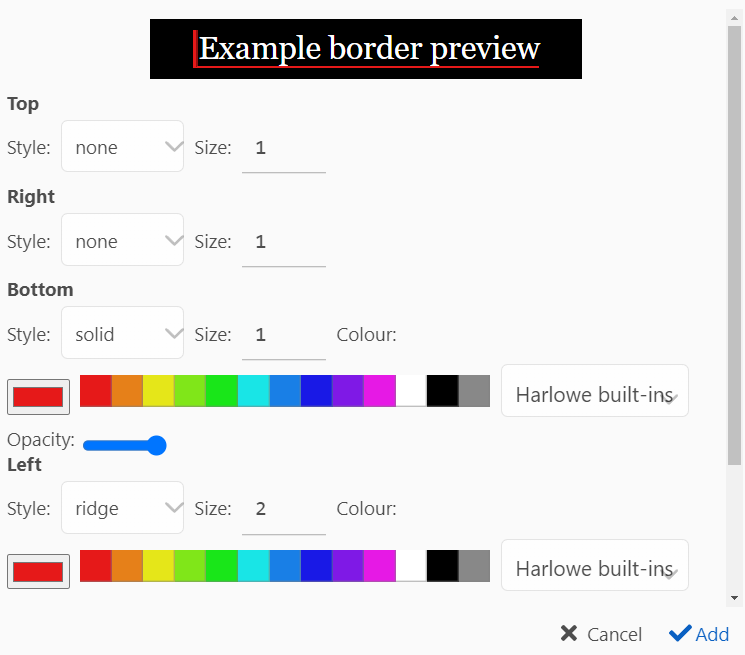 Example border preview
Top
Style: none Size: 1
Right
Style: none Size: 1
Bottom
Style: solid Size: 1 Colour:
Harlowe built-ins
Opacity:
Left
Style: ridge Size: 2 Colour:
Harlowe built-ins
Cancel Add